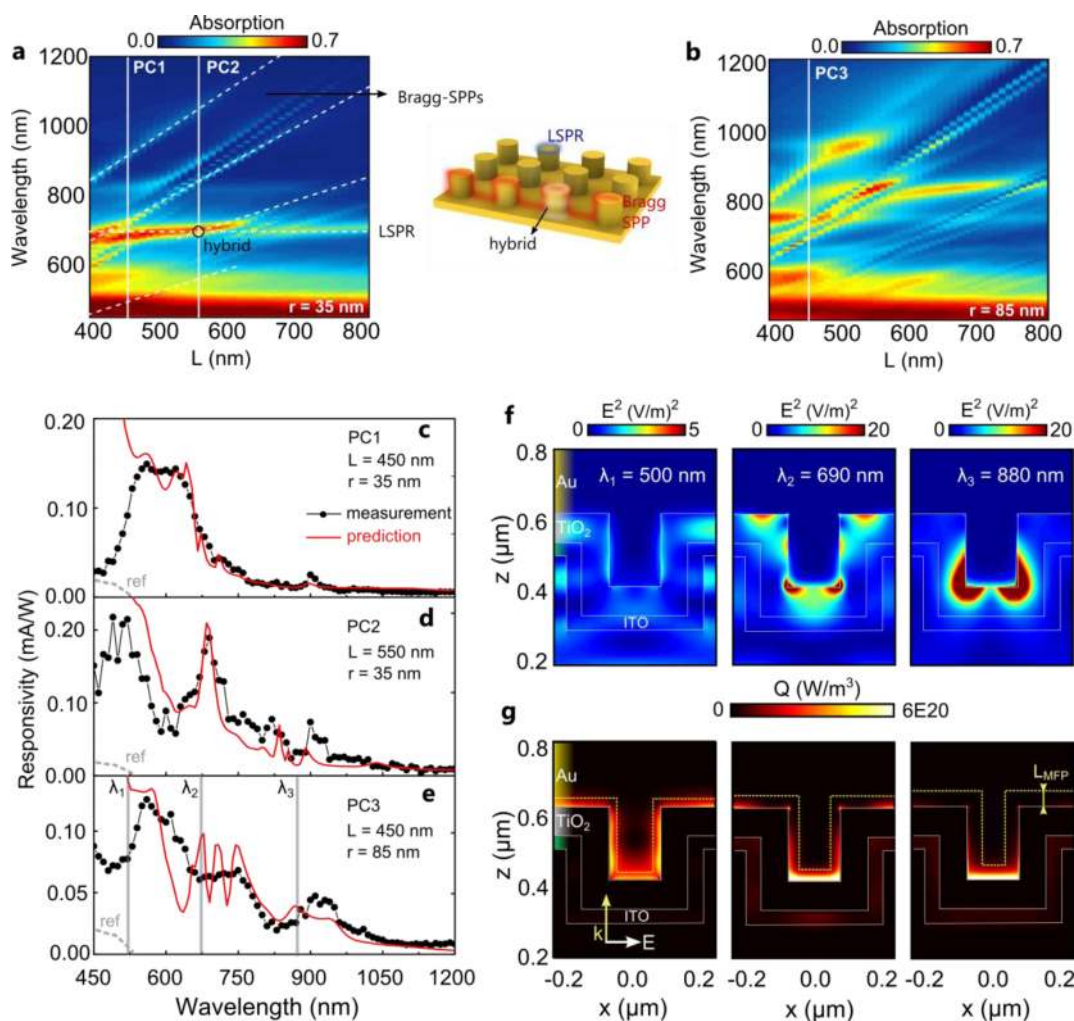 Absorption
0.0 0.7
a
PC1 PC2
Bragg-SPPs
LSPR
hybrid
r = 35 nm
1200
1000
800
600
Wavelength (nm)
400 500 600 700 800
L (nm)
LSPR
Bragg
SPP
hybrid
Absorption
0.0 0.7
b
PC3
r = 85 nm
1200
1000
800
600
Wavelength (nm)
400 500 600 700 800
L (nm)
c
PC1
L = 450 nm
r = 35 nm
measurement
prediction
ref
0.20
0.10
0.00
d
PC2
L = 550 nm
r = 35 nm
ref
0.20
0.10
0.00
Responsivity (mA/W)
λ1 λ2 λ3
e
PC3
L = 450 nm
r = 85 nm
ref
0.10
0.05
0.00
450 600 750 900 1050 1200
Wavelength (nm)
f
E² (V/m)² E² (V/m)² E² (V/m)²
0 5 0 20 0 20
λ1 = 500 nm λ2 = 690 nm λ3 = 880 nm
Au
TiO2
ITO
0.8
0.6
0.4
0.2
z (µm)
g
Q (W/m³)
0 6E20
Au
TiO2
ITO
LMFP
k
E
0.8
0.6
0.4
0.2
z (µm)
-0.2 0.0 0.2 -0.2 0.0 0.2 -0.2 0.0 0.2
x (µm) x (µm) x (µm)